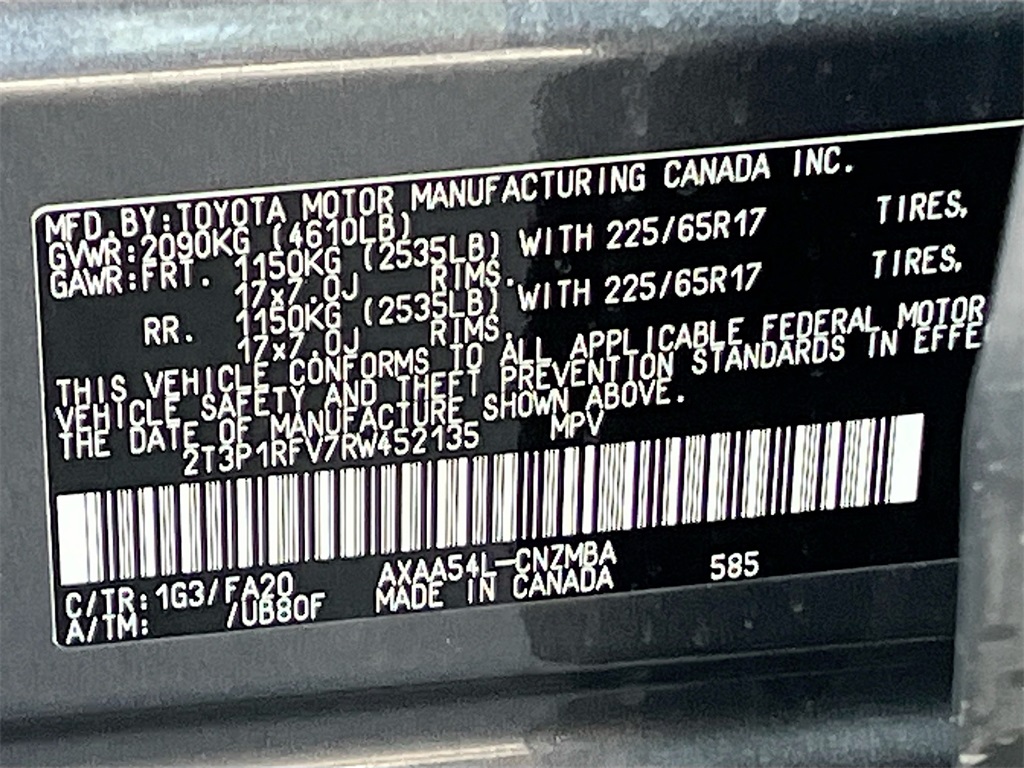 MFD.BY:TOYOTA MOTOR MANUFACTURING CANADA INC.
GVWR:2090KG (4610LB)
GAWR:FRT. 1150KG (2535LB) WITH 225/65R17 TIRES,
17x7.0J RIMS.
RR. 1150KG (2535LB) WITH 225/65R17 TIRES,
17x7.0J RIMS.
THIS VEHICLE CONFORMS TO ALL APPLICABLE FEDERAL MOTOR
VEHICLE SAFETY AND THEFT PREVENTION STANDARDS IN EFFE
THE DATE OF MANUFACTURE SHOWN ABOVE.
2T3P1RFV7RW452135 MPV
C/TR:1G3/FA20 AXAA54L-CNZMBA 585
A/TM: /UB80F MADE IN CANADA